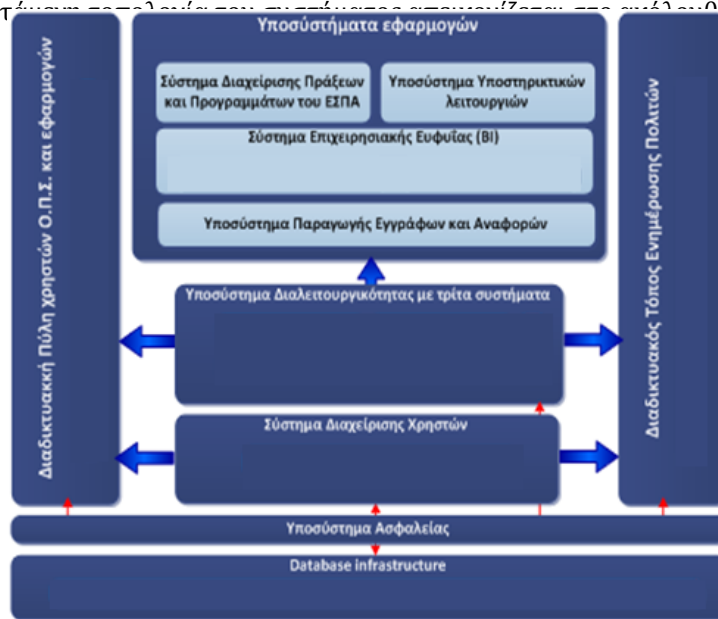 Υποσύστήματα εφαρμογών
Διαδικτυακκή Πύλη χρηστών Ο.Π.Σ. και εφαρμογών
Σύστημα Διαχείρισης Πράξεων
και Προγραμμάτων του ΕΣΠΑ
Υποσύστημα Υποστηρικτικών
λειτουργιών
Σύστημα Επιχειρησιακής Ευφυΐας (BI)
Υποσύστημα Παραγωγής Εγγράφων και Αναφορών
Διαδικτυακός Τόπος Ενημέρωσης Πολιτών
Υποσύστημα Διαλειτουργικότητας με τρίτα συστήματα
Σύστημα Διαχείρισης Χρηστών
Υποσύστημα Ασφαλείας
Database infrastructure